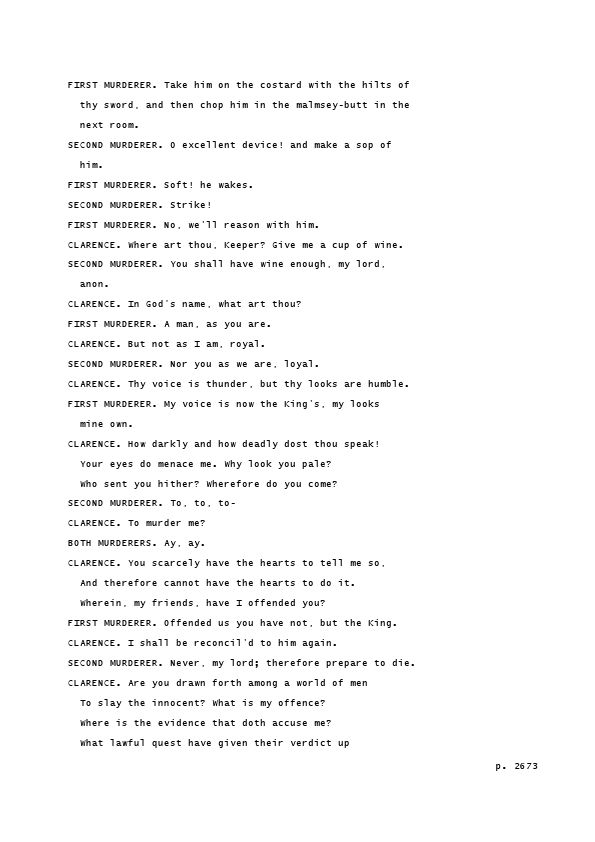 FIRST MURDERER. Take him on the costard with the hilts of
thy sword, and then chop him in the malmsey-butt in the
next room.
SECOND MURDERER. O excellent device! and make a sop of
him.
FIRST MURDERER. Soft! he wakes.
SECOND MURDERER. Strike!
FIRST MURDERER. No, we'll reason with him.
CLARENCE. Where art thou, Keeper? Give me a cup of wine.
SECOND MURDERER. You shall have wine enough, my lord,
anon.
CLARENCE. In God's name, what art thou?
FIRST MURDERER. A man, as you are.
CLARENCE. But not as I am, royal.
SECOND MURDERER. Nor you as we are, loyal.
CLARENCE. Thy voice is thunder, but thy looks are humble.
FIRST MURDERER. My voice is now the King's, my looks
mine own.
CLARENCE. How darkly and how deadly dost thou speak!
Your eyes do menace me. Why look you pale?
Who sent you hither? Wherefore do you come?
SECOND MURDERER. To, to, to-
CLARENCE. To murder me?
BOTH MURDERERS. Ay, ay.
CLARENCE. You scarcely have the hearts to tell me so,
And therefore cannot have the hearts to do it.
Wherein, my friends, have I offended you?
FIRST MURDERER. Offended us you have not, but the King.
CLARENCE. I shall be reconcil'd to him again.
SECOND MURDERER. Never, my lord; therefore prepare to die.
CLARENCE. Are you drawn forth among a world of men
To slay the innocent? What is my offence?
Where is the evidence that doth accuse me?
What lawful quest have given their verdict up
p. 2673